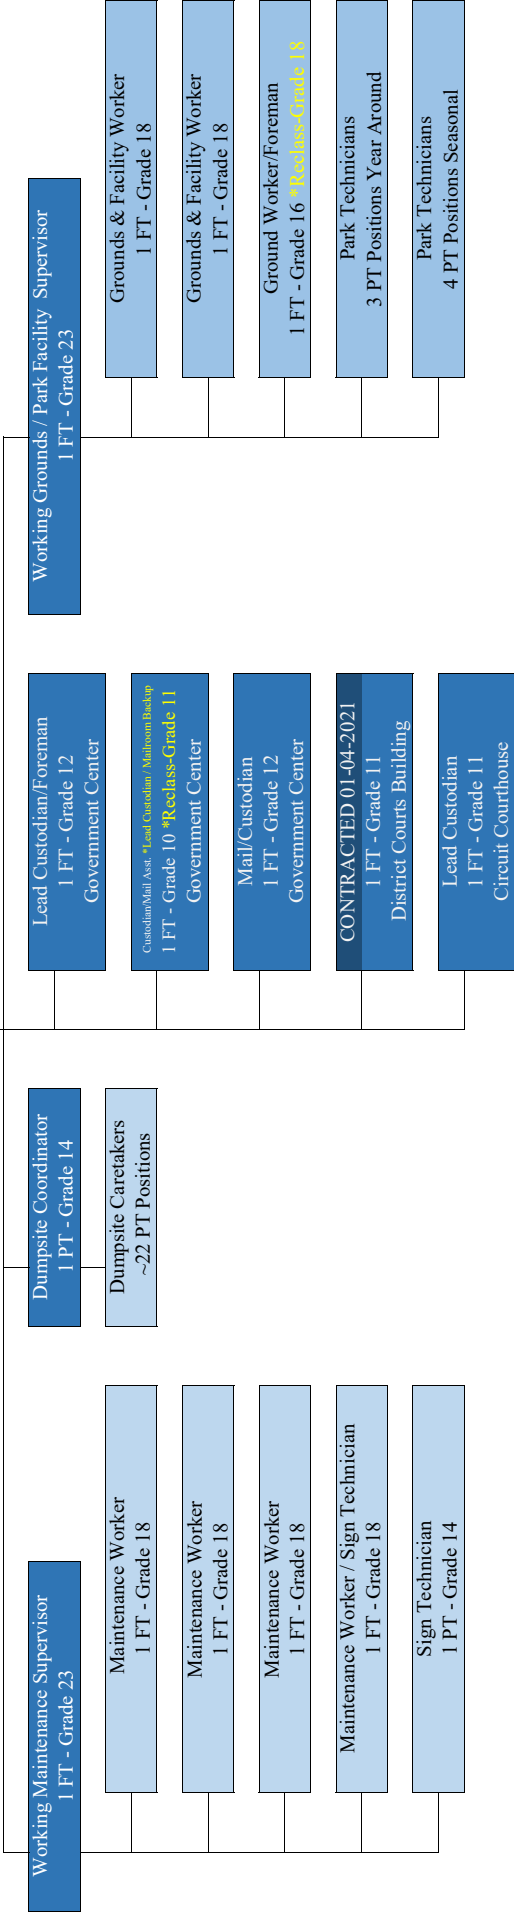 Working Maintenance Supervisor
1 FT - Grade 23
Maintenance Worker
1 FT - Grade 18
Maintenance Worker
1 FT - Grade 18
Maintenance Worker
1 FT - Grade 18
Maintenance Worker / Sign Technician
1 FT - Grade 18
Sign Technician
1 PT - Grade 14
Dumpsite Coordinator
1 PT - Grade 14
Dumpsite Caretakers
~22 PT Positions
Lead Custodian/Foreman
1 FT - Grade 12
Government Center
Custodian/Mail Asst. *Lead Custodian / Mailroom Backup
1 FT - Grade 10 *Reclass-Grade 11
Government Center
Mail/Custodian
1 FT - Grade 12
Government Center
CONTRACTED 01-04-2021
1 FT - Grade 11
District Courts Building
Lead Custodian
1 FT - Grade 11
Circuit Courthouse
Working Grounds / Park Facility Supervisor
1 FT - Grade 23
Grounds & Facility Worker
1 FT - Grade 18
Grounds & Facility Worker
1 FT - Grade 18
Ground Worker/Foreman
1 FT - Grade 16 *Reclass-Grade 18
Park Technicians
3 PT Positions Year Around
Park Technicians
4 PT Positions Seasonal